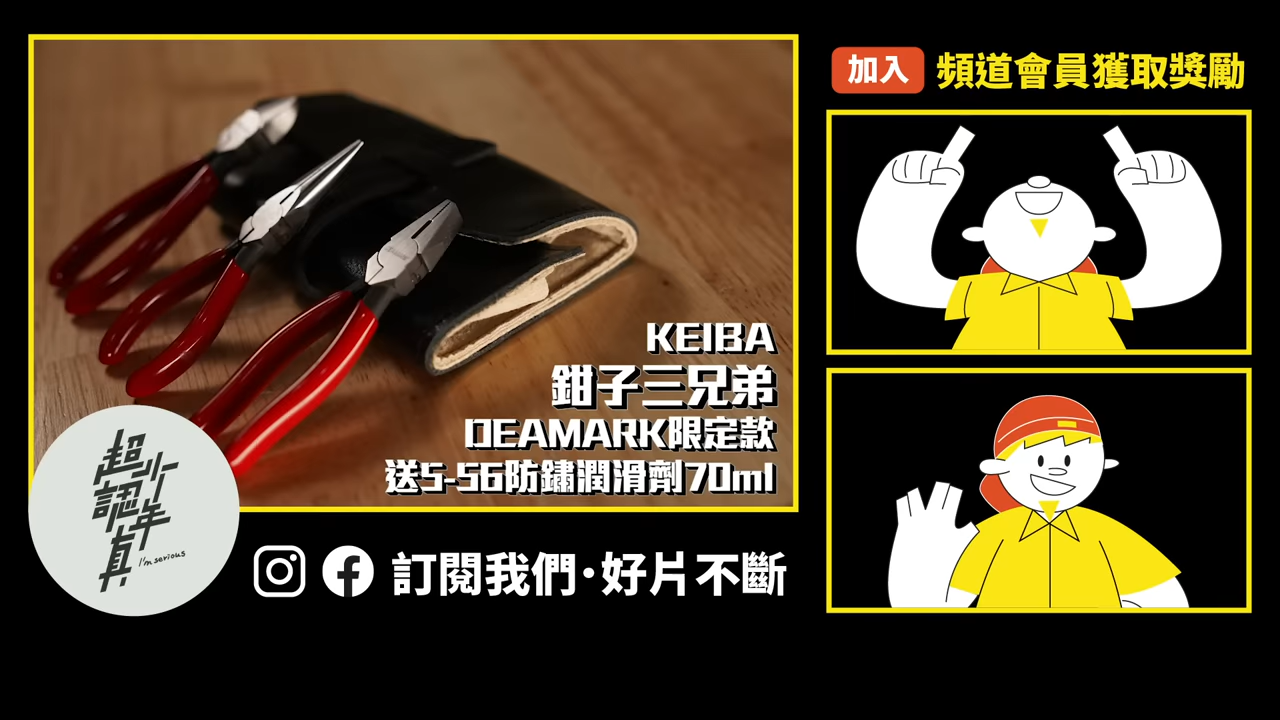 加入 頻道會員獲取獎勵
KEIBA
鉗子三兄弟
DEAMARK限定款
送5-56防鏽潤滑劑70ml
超認真少年
I'm serious
訂閱我們·好片不斷